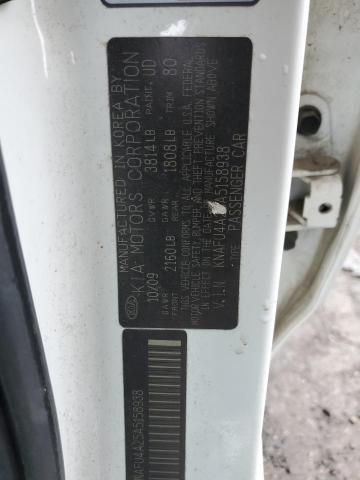 MANUFACTURED IN KOREA BY
KIA MOTORS CORPORATION
10/09 GVWR 3814LB PAINT UD
GAWR FRONT 2160LB GAWR REAR 1808LB TRIM 80
THIS VEHICLE CONFORMS TO ALL APPLICABLE U.S.A. FEDERAL
MOTOR VEHICLE SAFETY, BUMPER AND THEFT PREVENTION STANDARDS
IN EFFECT ON THE DATE OF MANUFACTURE SHOWN ABOVE
V.I.N KNAFU4A2 5158938
TYPE PASSENGER CAR
KNAFU4A25A5158938